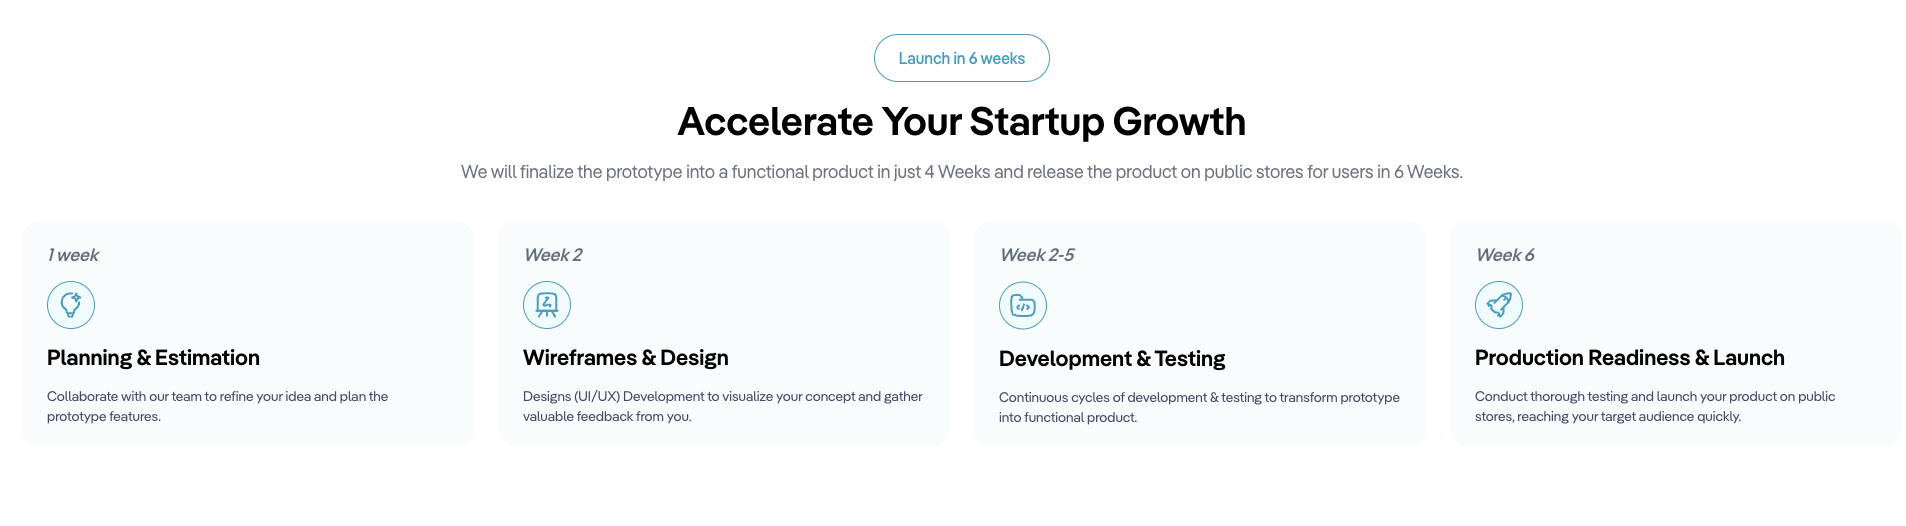 Launch in 6 weeks
Accelerate Your Startup Growth
We will finalize the prototype into a functional product in just 4 Weeks and release the product on public stores for users in 6 Weeks.
1 week
Planning & Estimation
Collaborate with our team to refine your idea and plan the
prototype features.
Week 2
Wireframes & Design
Designs (UI/UX) Development to visualize your concept and gather
valuable feedback from you.
Week 2-5
Development & Testing
Continuous cycles of development & testing to transform prototype
into functional product.
Week 6
Production Readiness & Launch
Conduct thorough testing and launch your product on public
stores, reaching your target audience quickly.